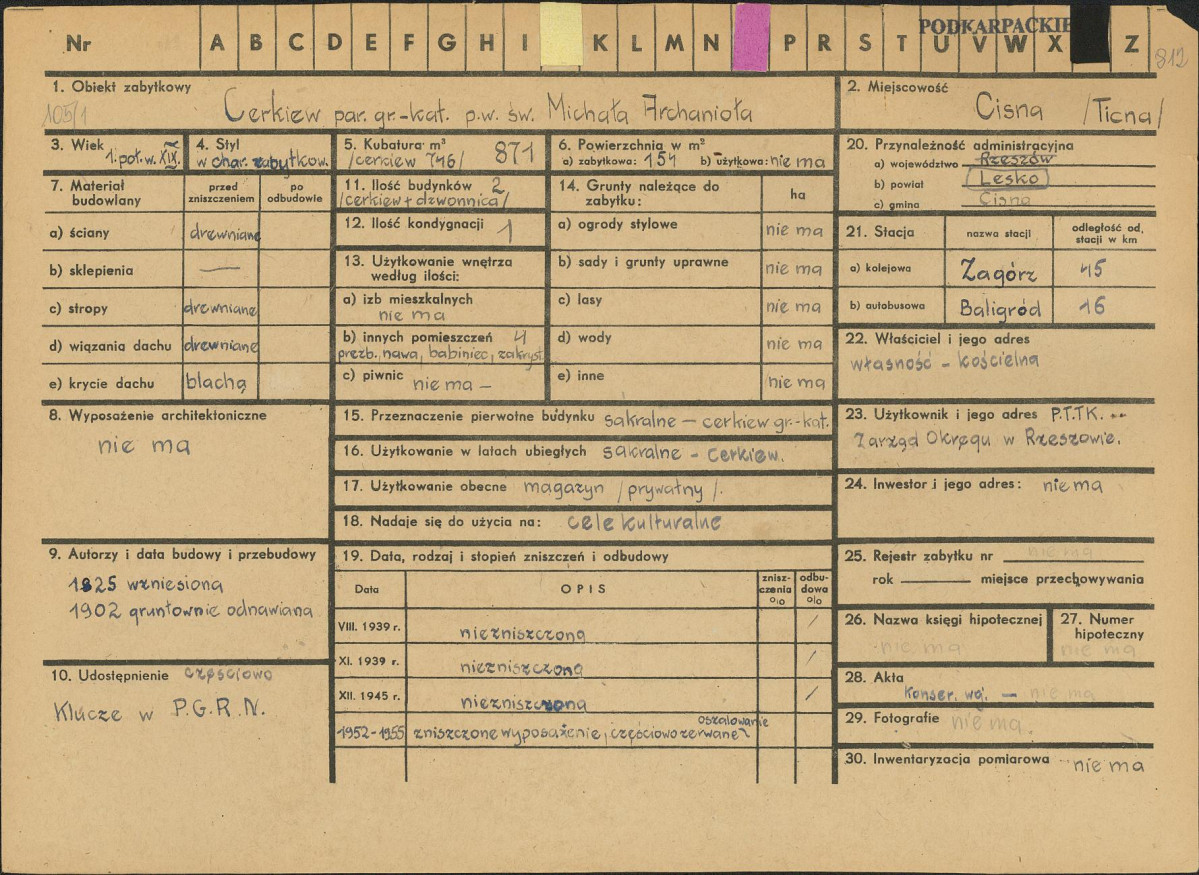 PODKARPACKIE
Nr A B C D E F G H I K L M N P R S T U V W X Z
812
1. Obiekt zabytkowy
105/1
Cerkiew par. gr.-kat. p.w. św. Michała Archanioła
2. Miejscowość
Cisna /Ticna/
3. Wiek
1. poł. w. XIX.
4. Styl
w char. zabytkow.
5. Kubatura m³
/cerkiew 746/ 871
6. Powierzchnia w m²
a) zabytkowa: 154 b) użytkowa: nie ma
7. Materiał budowlany
przed zniszczeniem
po odbudowie
a) ściany drewniane
b) sklepienia —
c) stropy drewniane
d) wiązania dachu drewniane
e) krycie dachu blachą
8. Wyposażenie architektoniczne
nie ma
9. Autorzy i data budowy i przebudowy
1825 wzniesiona
1902 gruntownie odnawiana
10. Udostępnienie częściowo
Klucze w P.G.R.N.
11. Ilość budynków 2
/cerkiew + dzwonnica/
12. Ilość kondygnacji 1
13. Użytkowanie wnętrza
według ilości:
a) izb mieszkalnych
nie ma
b) innych pomieszczeń 4
prezb., nawa, babiniec, zakryst.
c) piwnic nie ma –
14. Grunty należące do
zabytku:
ha
a) ogrody stylowe nie ma
b) sady i grunty uprawne nie ma
c) lasy nie ma
d) wody nie ma
e) inne nie ma
15. Przeznaczenie pierwotne budynku sakralne – cerkiew gr.-kat.
16. Użytkowanie w latach ubiegłych sakralne – cerkiew.
17. Użytkowanie obecne magazyn /prywatny/.
18. Nadaje się do użycia na: cele kulturalne
19. Data, rodzaj i stopień zniszczeń i odbudowy
Data OPIS znisz-czenia o/o odbu-dowa o/o
VIII. 1939 r. niezniszczona /
XI. 1939 r. niezniszczona /
XII. 1945 r. niezniszczona /
1952-1955 zniszczone wyposażenie, częściowo zerwane oszalowanie
20. Przynależność administracyjna
a) województwo Rzeszów
b) powiat Lesko
c) gmina Cisna
21. Stacja
nazwa stacji
odległość od. stacji w km
a) kolejowa Zagórz 45
b) autobusowa Baligród 16
22. Właściciel i jego adres
własność – kościelna
23. Użytkownik i jego adres P.T.T.K. --
Zarząd Okręgu w Rzeszowie.
24. Inwestor i jego adres: nie ma
25. Rejestr zabytku nr nie ma
rok ——— miejsce przechowywania
26. Nazwa księgi hipotecznej
nie ma
27. Numer
hipoteczny
nie ma
28. Akta
Konser. woj. – nie ma
29. Fotografie nie ma
30. Inwentaryzacja pomiarowa nie ma